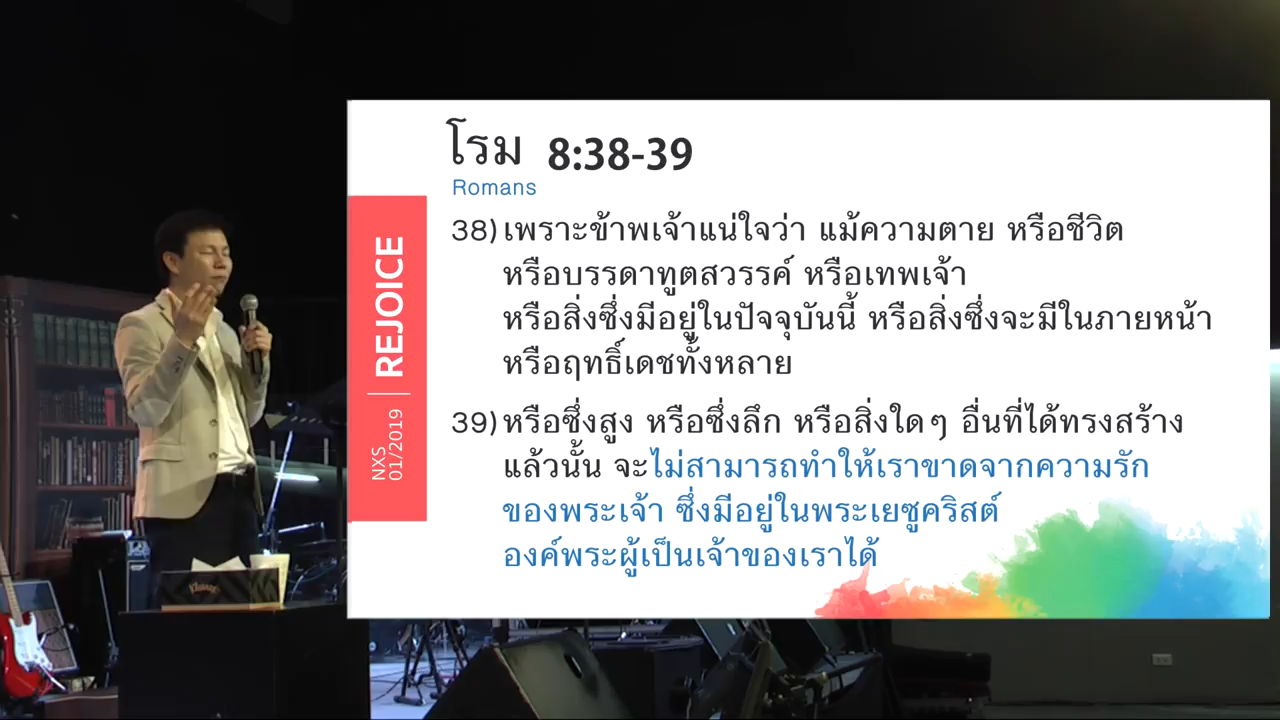 โรม 8:38-39
Romans
38) เพราะข้าพเจ้าแน่ใจว่า แม้ความตาย หรือชีวิต
หรือบรรดาทูตสวรรค์ หรือเทพเจ้า
หรือสิ่งซึ่งมีอยู่ในปัจจุบันนี้ หรือสิ่งซึ่งจะมีในภายหน้า
หรือฤทธิ์เดชทั้งหลาย
39) หรือซึ่งสูง หรือซึ่งลึก หรือสิ่งใดๆ อื่นที่ได้ทรงสร้าง
แล้วนั้น จะไม่สามารถทำให้เราขาดจากความรัก
ของพระเจ้า ซึ่งมีอยู่ในพระเยซูคริสต์
องค์พระผู้เป็นเจ้าของเราได้
NXS
01/2019 | REJOICE
Kleenex